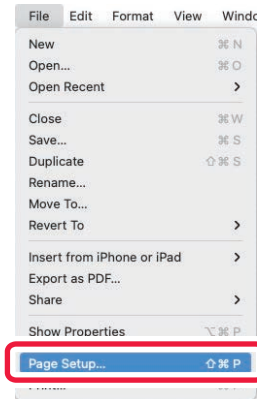 File Edit Format View Windo
New ⌘ N
Open... ⌘ O
Open Recent >
Close ⌘ W
Save... ⌘ S
Duplicate ⇧ ⌘ S
Rename...
Move To...
Revert To >
Insert from iPhone or iPad >
Export as PDF...
Share >
Show Properties ⌥ ⌘ P
Page Setup... ⇧ ⌘ P